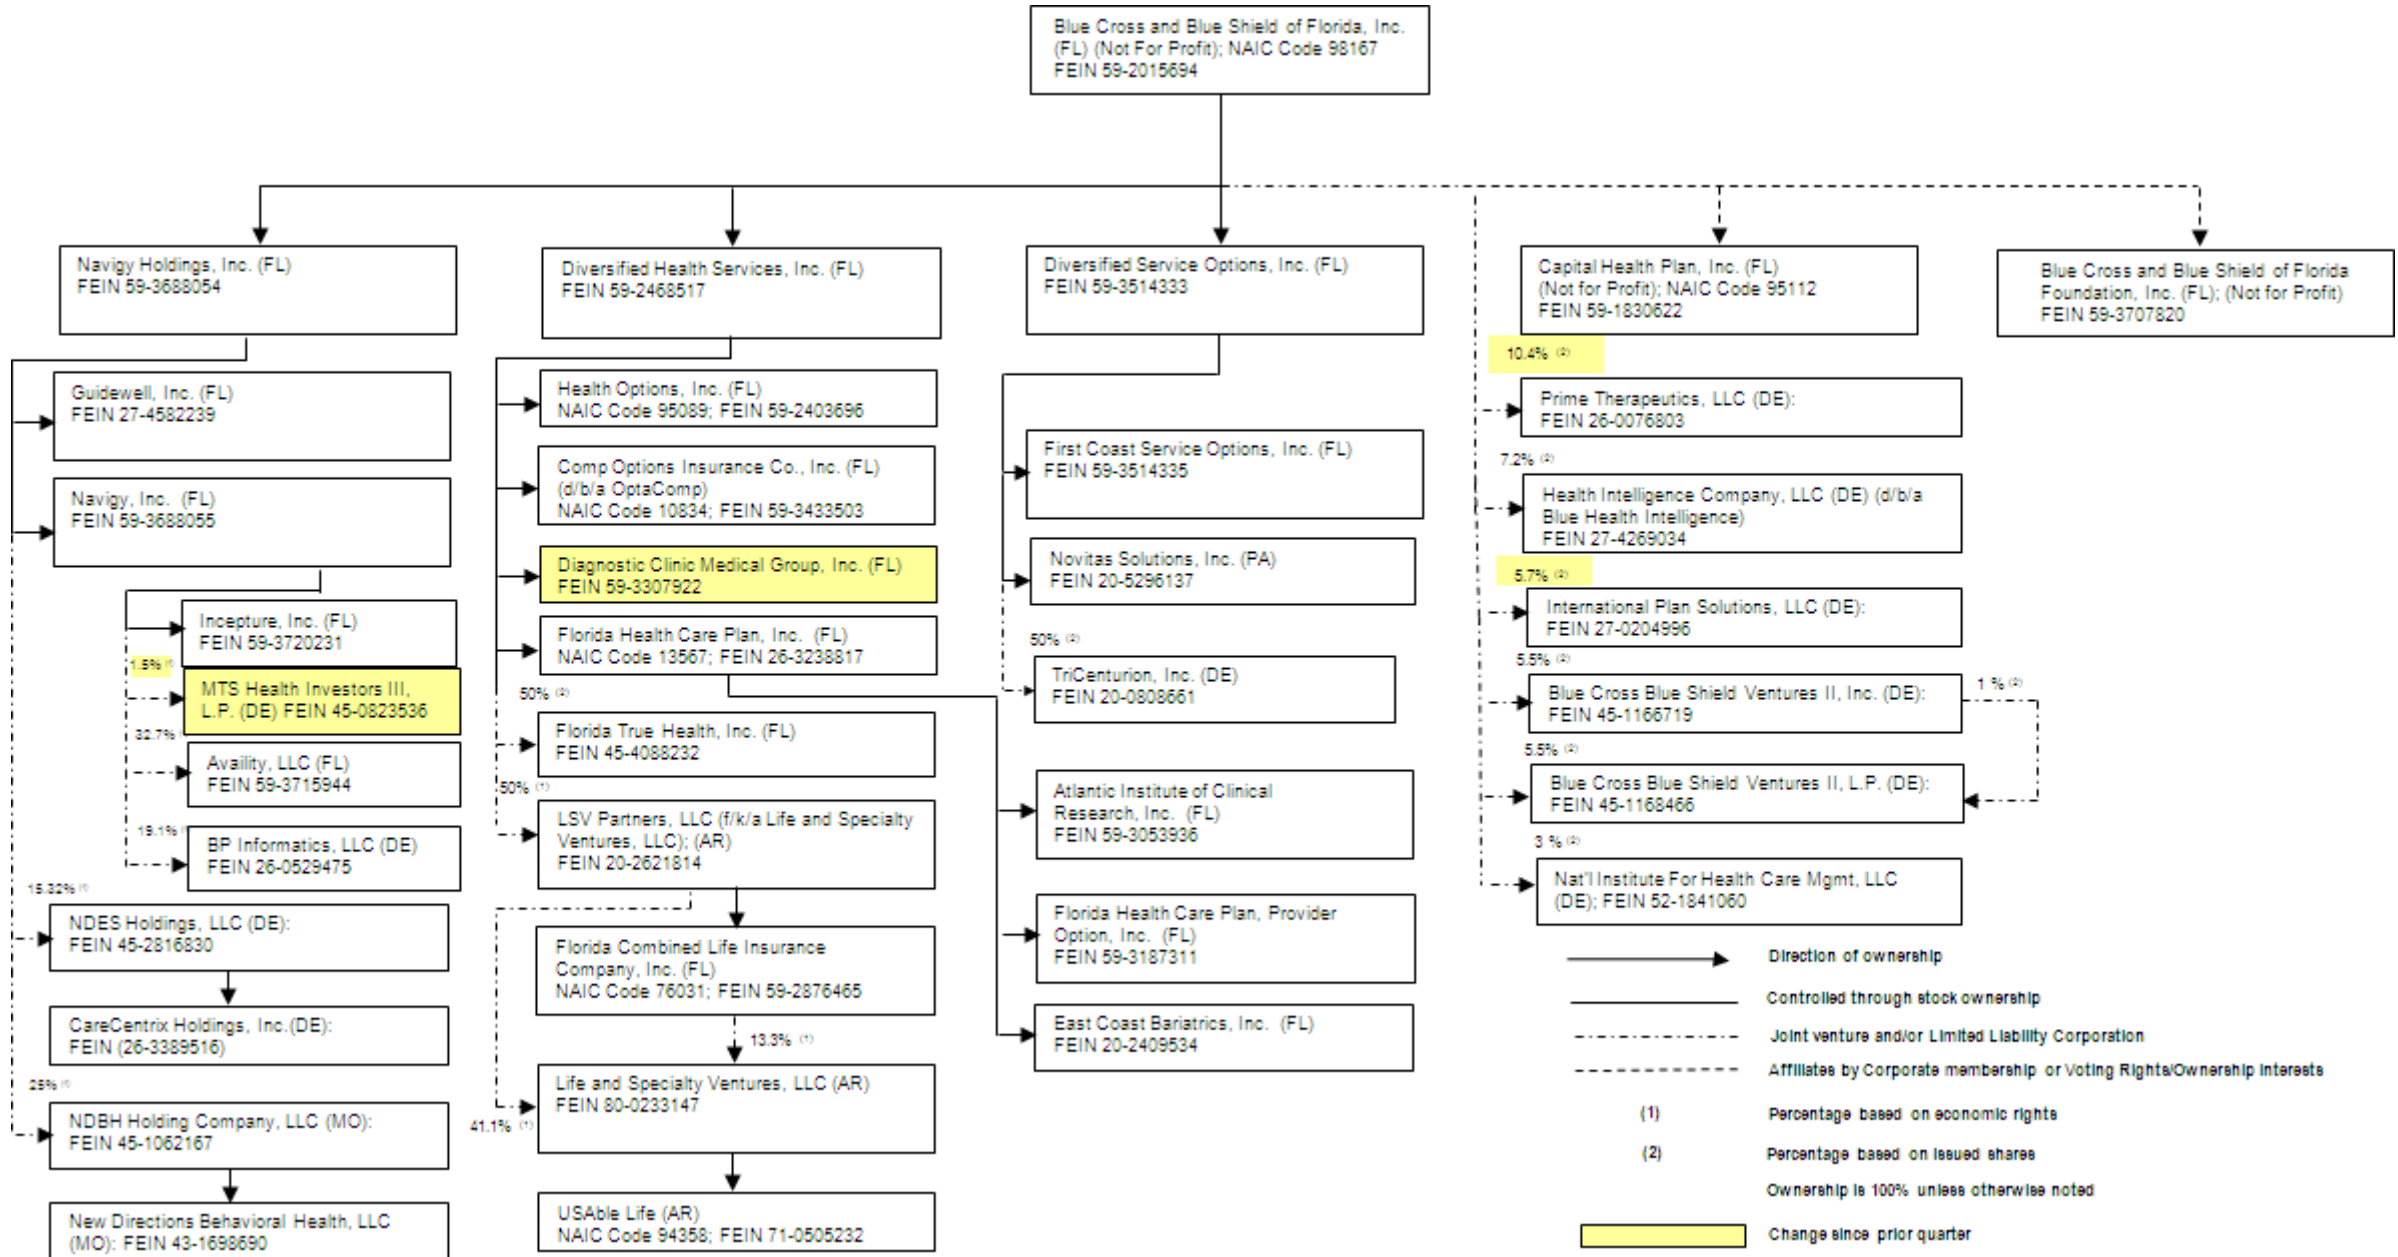 Blue Cross and Blue Shield of Florida, Inc.
(FL) (Not For Profit); NAIC Code 98167
FEIN 59-2015694
Navigy Holdings, Inc. (FL)
FEIN 59-3688054
Guidewell, Inc. (FL)
FEIN 27-4582239
Navigy, Inc. (FL)
FEIN 59-3688055
Incepture, Inc. (FL)
FEIN 59-3720231
1.5% (1)
MTS Health Investors III,
L.P. (DE) FEIN 45-0823536
32.7%
Availity, LLC (FL)
FEIN 59-3715944
19.1%
BP Informatics, LLC (DE)
FEIN 26-0529475
15.32% (1)
NDES Holdings, LLC (DE):
FEIN 45-2816830
CareCentrix Holdings, Inc.(DE):
FEIN (26-3389516)
25% (1)
NDBH Holding Company, LLC (MO):
FEIN 45-1062167
New Directions Behavioral Health, LLC
(MO): FEIN 43-1698690
Diversified Health Services, Inc. (FL)
FEIN 59-2468517
Health Options, Inc. (FL)
NAIC Code 95089; FEIN 59-2403696
Comp Options Insurance Co., Inc. (FL)
(d/b/a OptaComp)
NAIC Code 10834; FEIN 59-3433503
Diagnostic Clinic Medical Group, Inc. (FL)
FEIN 59-3307922
Florida Health Care Plan, Inc. (FL)
NAIC Code 13567; FEIN 26-3238817
50% (2)
Florida True Health, Inc. (FL)
FEIN 45-4088232
50% (1)
LSV Partners, LLC (f/k/a Life and Specialty
Ventures, LLC); (AR)
FEIN 20-2621814
Florida Combined Life Insurance
Company, Inc. (FL)
NAIC Code 76031; FEIN 59-2876465
13.3% (1)
Life and Specialty Ventures, LLC (AR)
FEIN 80-0233147
41.1% (1)
USAble Life (AR)
NAIC Code 94358; FEIN 71-0505232
Diversified Service Options, Inc. (FL)
FEIN 59-3514333
First Coast Service Options, Inc. (FL)
FEIN 59-3514335
Novitas Solutions, Inc. (PA)
FEIN 20-5296137
50% (2)
TriCenturion, Inc. (DE)
FEIN 20-0808661
Atlantic Institute of Clinical
Research, Inc. (FL)
FEIN 59-3053936
Florida Health Care Plan, Provider
Option, Inc. (FL)
FEIN 59-3187311
East Coast Bariatrics, Inc. (FL)
FEIN 20-2409534
Capital Health Plan, Inc. (FL)
(Not for Profit); NAIC Code 95112
FEIN 59-1830622
10.4% (2)
Prime Therapeutics, LLC (DE):
FEIN 26-0076803
7.2% (2)
Health Intelligence Company, LLC (DE) (d/b/a
Blue Health Intelligence)
FEIN 27-4269034
5.7% (2)
International Plan Solutions, LLC (DE):
FEIN 27-0204996
5.5% (2)
Blue Cross Blue Shield Ventures II, Inc. (DE):
FEIN 45-1166719
1 % (2)
5.5% (2)
Blue Cross Blue Shield Ventures II, L.P. (DE):
FEIN 45-1168466
3 % (2)
Nat'l Institute For Health Care Mgmt, LLC
(DE); FEIN 52-1841060
Blue Cross and Blue Shield of Florida
Foundation, Inc. (FL); (Not for Profit)
FEIN 59-3707820
Direction of ownership
Controlled through stock ownership
Joint venture and/or Limited Liability Corporation
Affiliates by Corporate membership or Voting Rights/Ownership Interests
(1) Percentage based on economic rights
(2) Percentage based on issued shares
Ownership is 100% unless otherwise noted
Change since prior quarter